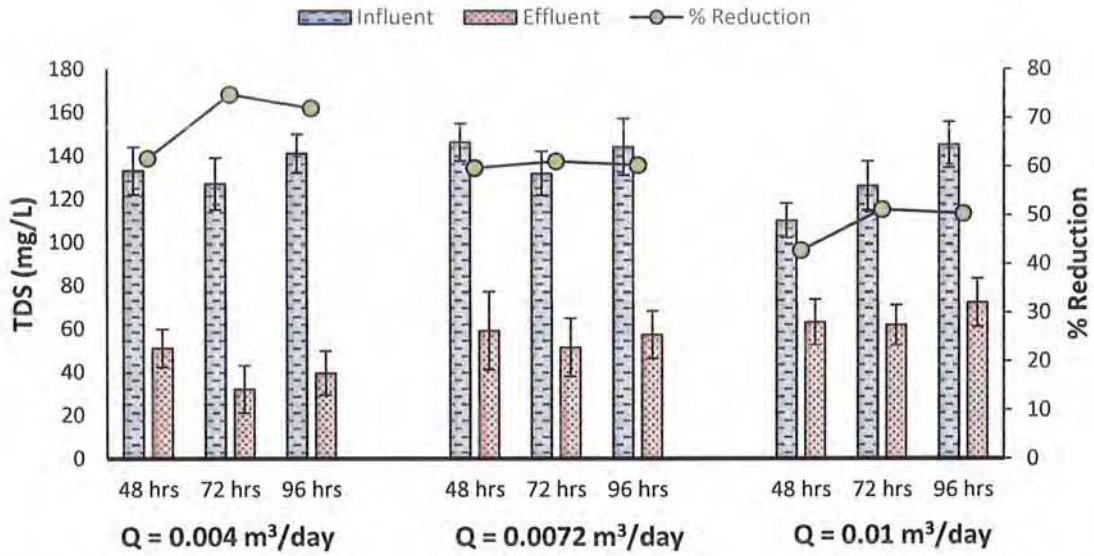 Influent Effluent % Reduction
180 80
160 70
140 60
120 50
100 40
80 30
60 20
40 10
20 0
0
TDS (mg/L)
% Reduction
48 hrs 72 hrs 96 hrs 48 hrs 72 hrs 96 hrs 48 hrs 72 hrs 96 hrs
Q = 0.004 m³/day Q = 0.0072 m³/day Q = 0.01 m³/day